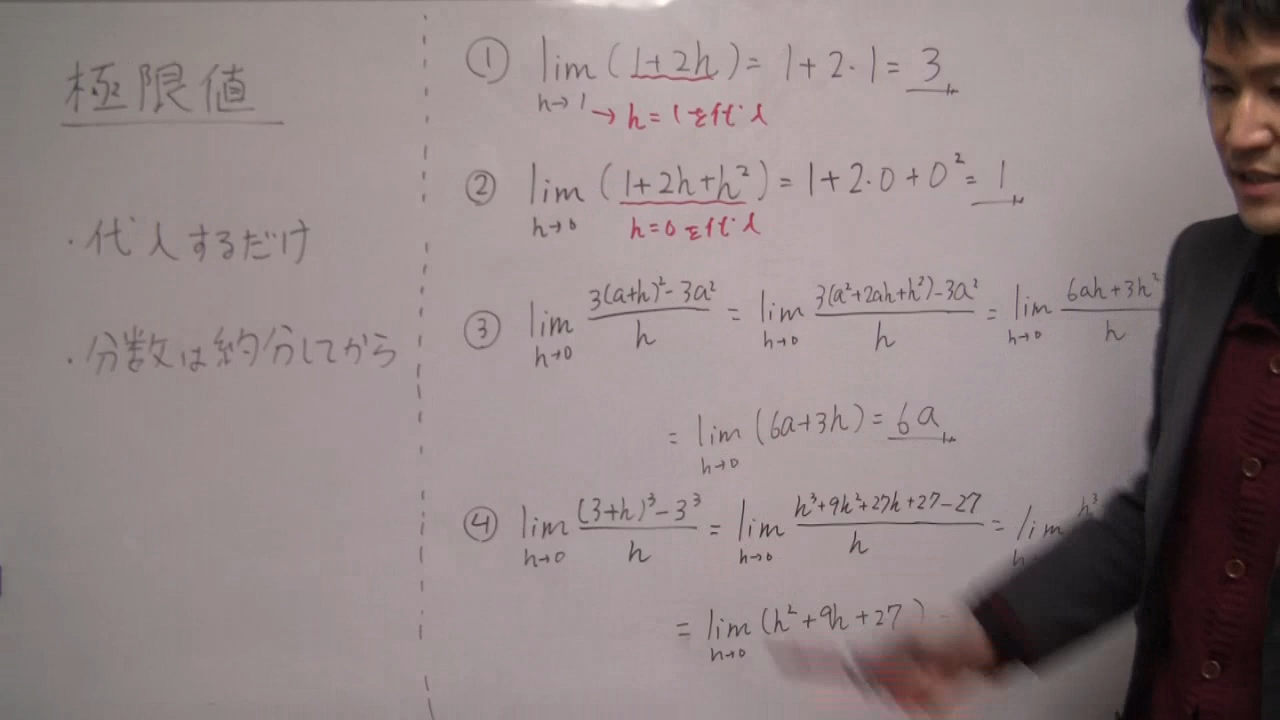 極限値
・代入するだけ
・分数は約分してから
① lim h→1 (1+2h) = 1+2・1 = 3
→ h=1を代入
② lim h→0 (1+2h+h²) = 1+2・0+0² = 1
h=0を代入
③ lim h→0 3(a+h)²-3a² / h = lim h→0 3(a²+2ah+h²)-3a² / h = lim h→0 6ah+3h² / h
= lim h→0 (6a+3h) = 6a
④ lim h→0 (3+h)³-3³ / h = lim h→0 h³+9h²+27h+27-27 / h = lim h³
= lim h→0 (h²+9h+27)